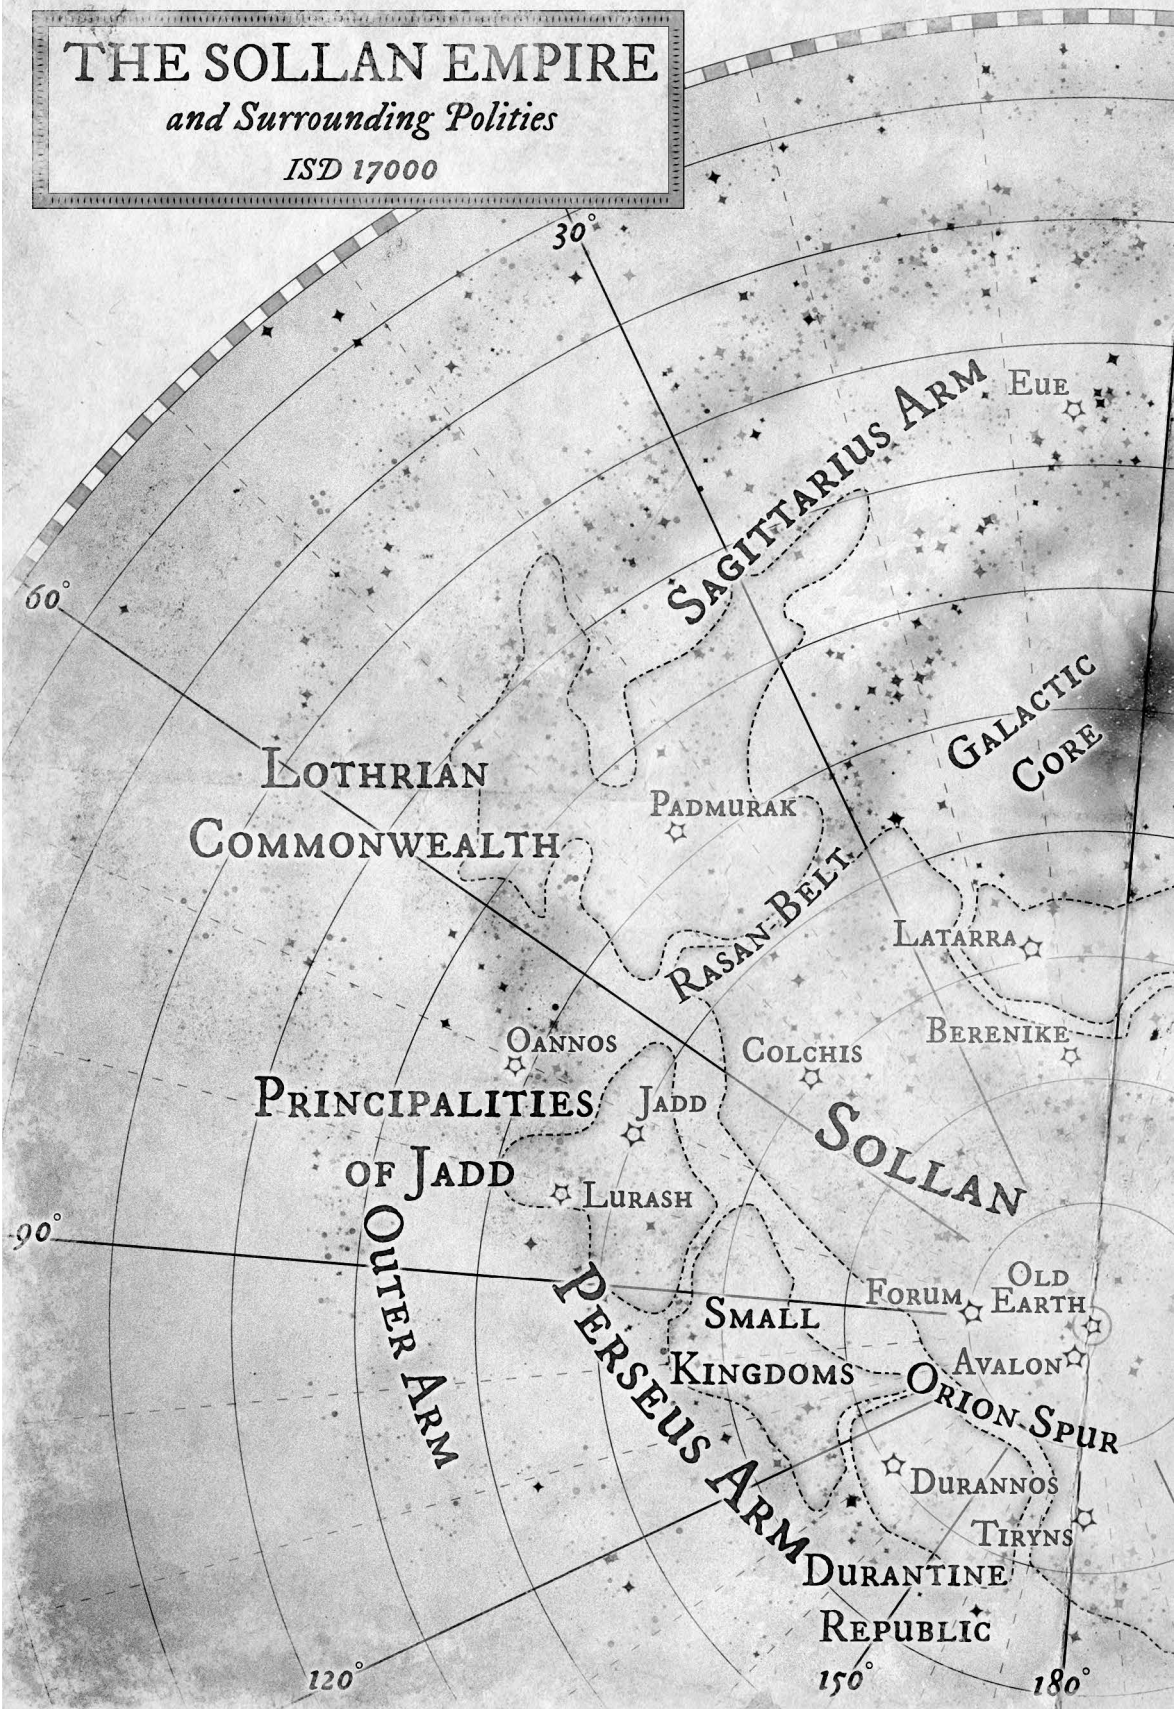 THE SOLLAN EMPIRE
and Surrounding Polities
ISD 17000
30°
Eue
Sagittarius Arm
60°
Galactic
Core
Lothrian
Commonwealth
Padmurak
Rasan Belt
Latarra
Berenike
Oannos
Colchis
Principalities
of Jadd
Jadd
Sollan
Lurash
90°
Outer Arm
Perseus Arm
Forum
Old
Earth
Small
Kingdoms
Avalon
Orion Spur
Durannos
Tiryns
Durantine
Republic
120°
150°
180°